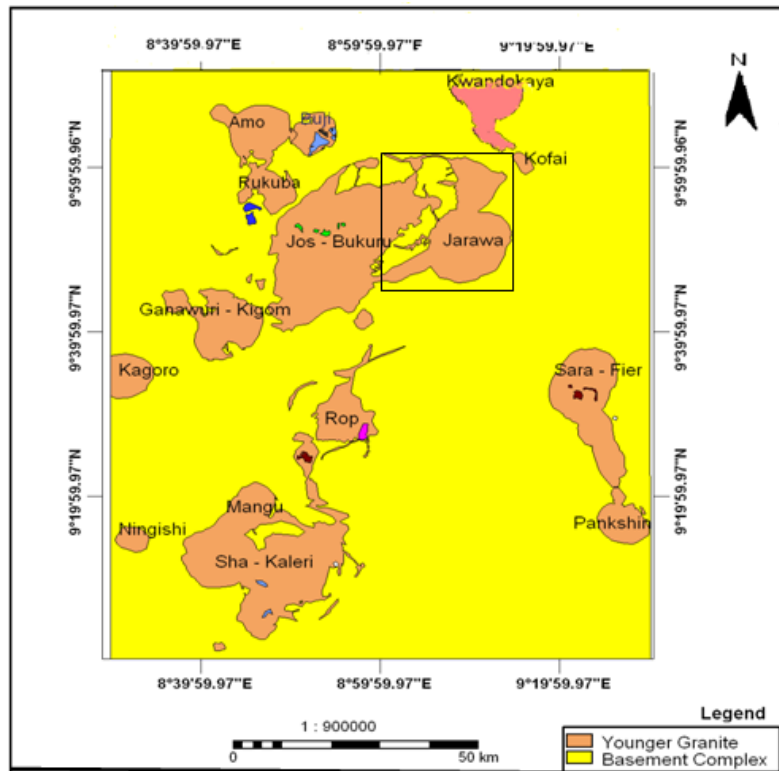 8°39'59.97"E 8°59'59.97"E 9°19'59.97"E
N
Kwandokaya
Amo
Buji
Kofai
9°59'59.96"N
9°59'59.96"N
Rukuba
Jos - Bukuru
Jarawa
Ganawuri - Kigom
9°39'59.97"N
9°39'59.97"N
Kagoro
Sara - Fier
Rop
9°19'59.97"N
9°19'59.97"N
Mangu
Ningishi
Pankshin
Sha - Kaleri
8°39'59.97"E 8°59'59.97"E 9°19'59.97"E
Legend
1 : 900000
Younger Granite
0 50 km
Basement Complex